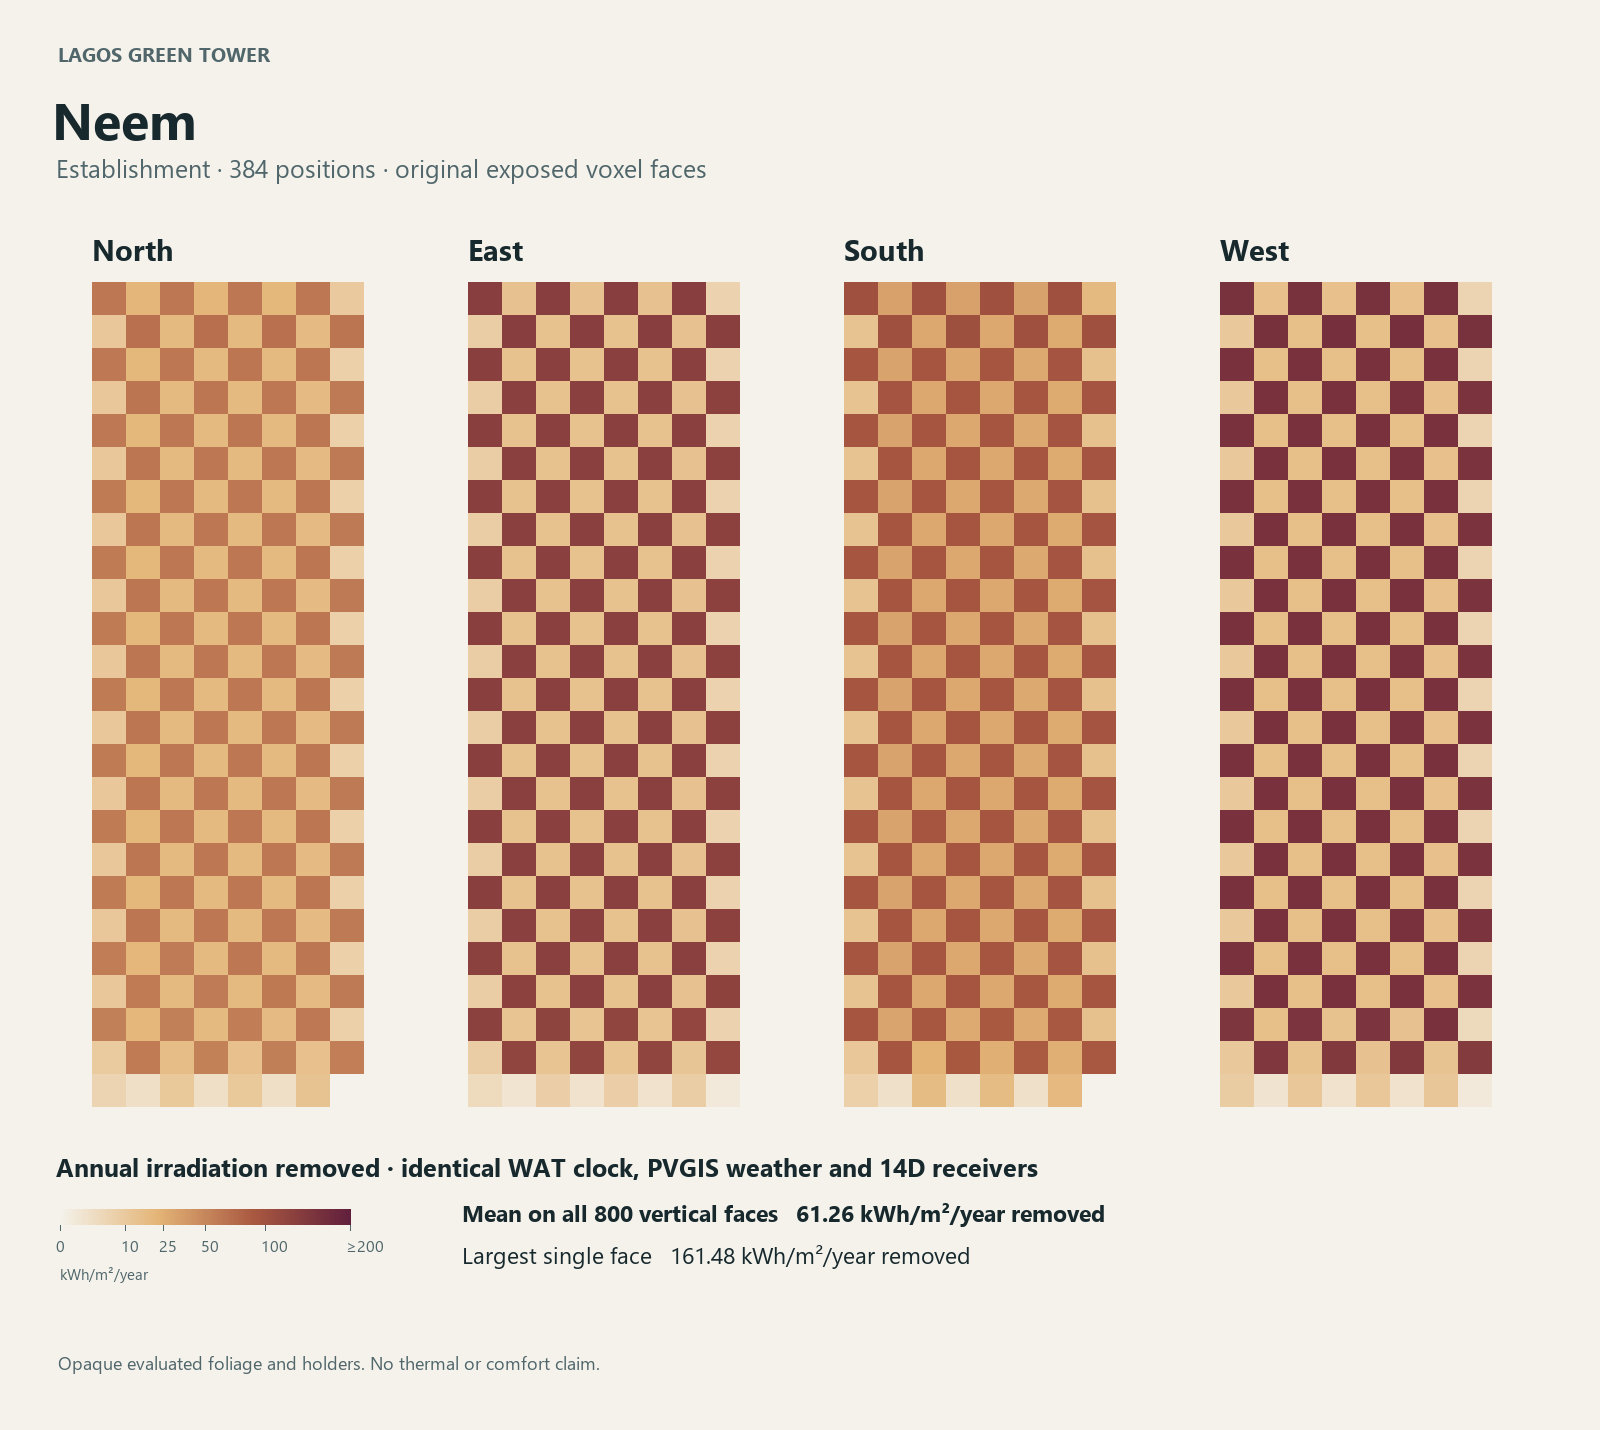 LAGOS GREEN TOWER
Neem
Establishment · 384 positions · original exposed voxel faces
North East South West
Annual irradiation removed · identical WAT clock, PVGIS weather and 14D receivers
Mean on all 800 vertical faces 61.26 kWh/m²/year removed
0 10 25 50 100 ≥200
Largest single face 161.48 kWh/m²/year removed
kWh/m²/year
Opaque evaluated foliage and holders. No thermal or comfort claim.